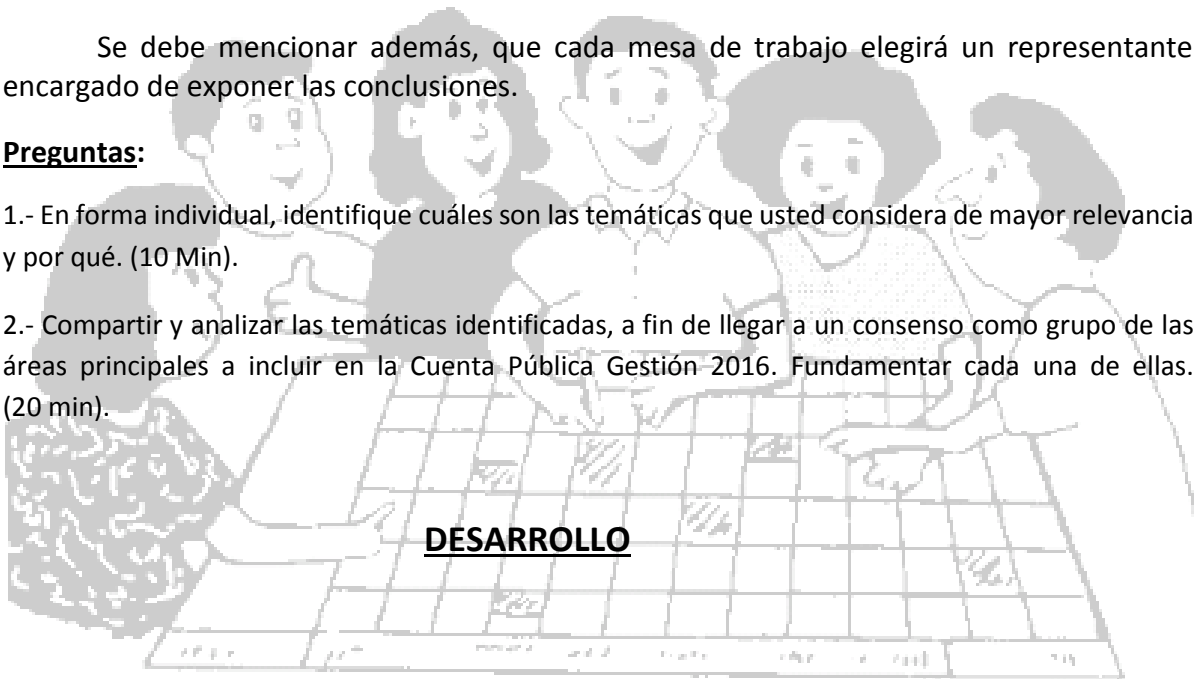 Se debe mencionar además, que cada mesa de trabajo elegirá un representante
encargado de exponer las conclusiones.
Preguntas:
1.- En forma individual, identifique cuáles son las temáticas que usted considera de mayor relevancia
y por qué. (10 Min).
2.- Compartir y analizar las temáticas identificadas, a fin de llegar a un consenso como grupo de las
áreas principales a incluir en la Cuenta Pública Gestión 2016. Fundamentar cada una de ellas.
(20 min).
DESARROLLO